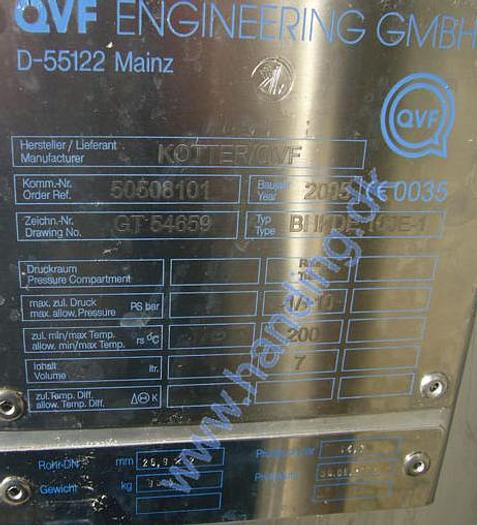 QVF ENGINEERING GMBH
D-55122 Mainz
QVF
Hersteller / Lieferant
Manufacturer
KOTTER/QVF
Komm.-Nr.
Order Ref.
50508101
Baujahr
Year
2005
CE 0035
Zeichn.-Nr.
Drawing No.
GT 54659
Typ
Type
Druckraum
Pressure Compartment
max. zul. Druck
max. allow. Pressure
PS bar
-1/+10
zul. min/max Temp.
allow. min/max Temp.
TS °C
200
Inhalt
Volume
ltr.
7
zul. Temp. Diff.
allow. Temp. Diff.
ΔΘ K
Rohr-DN
mm
Gewicht
kg
www.handling.dk